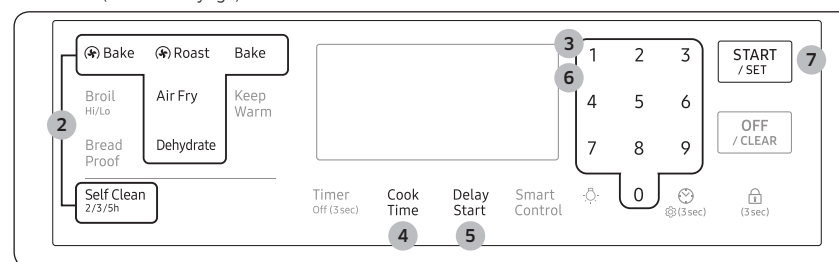 Bake Roast Bake
Broil Air Fry Keep
Hi/Lo Warm
Bread Dehydrate
Proof
2
Self Clean
2/3/5h
Timer Cook Delay Smart
Off (3 sec) Time Start Control
4 5
3
6
1 2 3
4 5 6
7 8 9
0
(3 sec) (3 sec)
START
/ SET
7
OFF
/ CLEAR